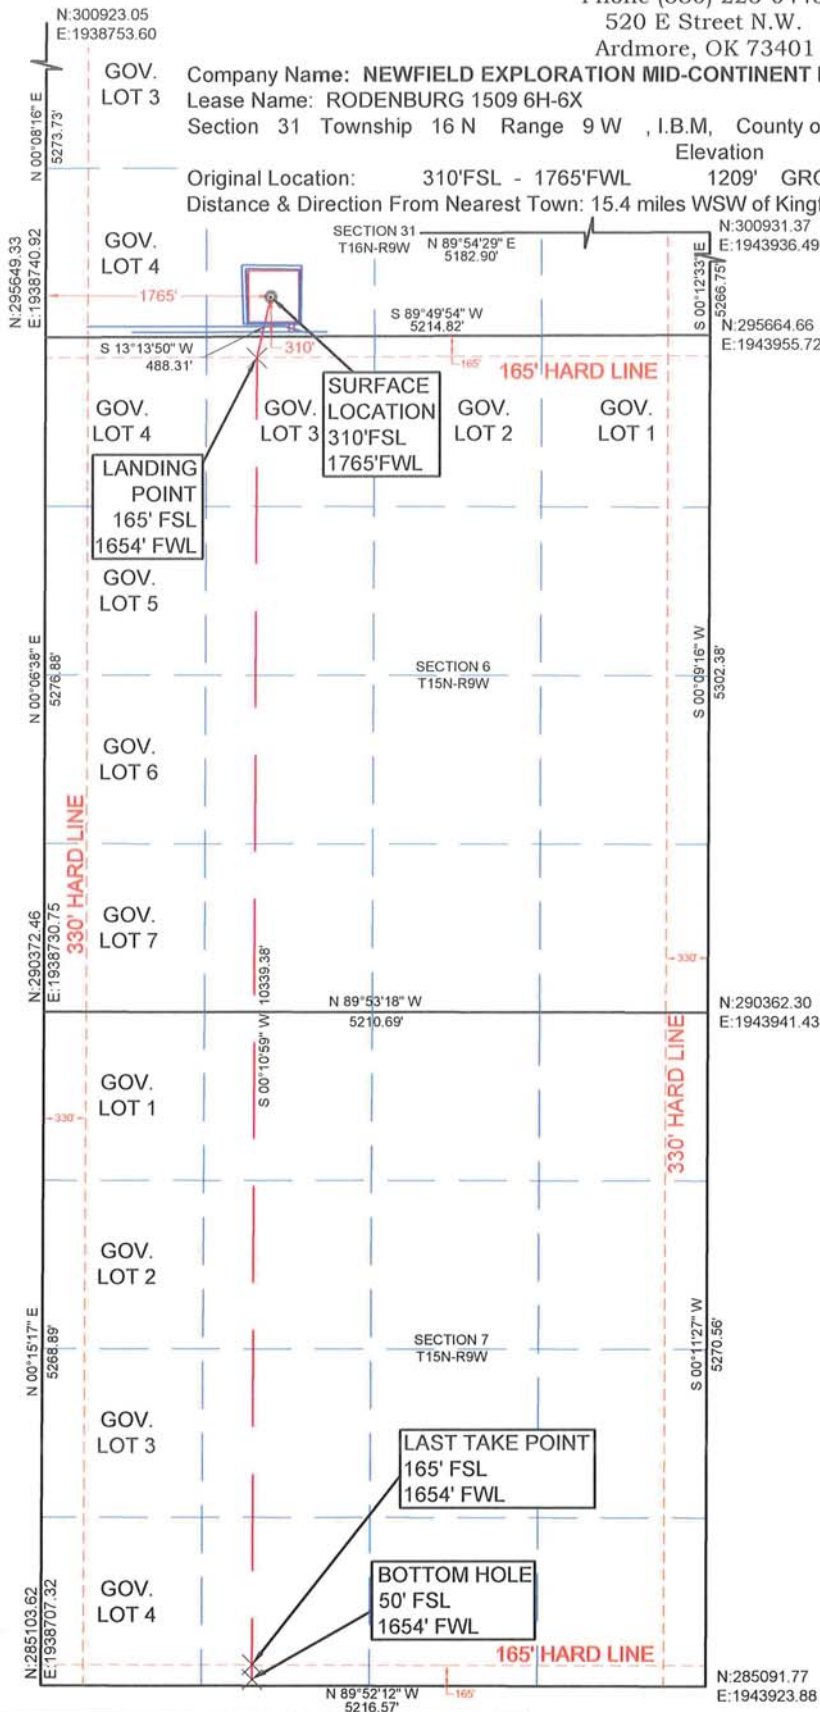 520 E Street N.W.
Ardmore, OK 73401
N:300923.05
E:1938753.60
GOV.
LOT 3
Company Name: NEWFIELD EXPLORATION MID-CONTINENT
Lease Name: RODENBURG 1509 6H-6X
Section 31 Township 16 N Range 9 W , I.B.M, County
Elevation
Original Location: 310'FSL - 1765'FWL 1209'
Distance & Direction From Nearest Town: 15.4 miles WSW of
N 00°08'16" E
5273.73'
SECTION 31
T16N-R9W
N 89°54'29" E
5182.90'
N:300931.37
E:1943936.49
GOV.
LOT 4
N:295649.33
E:1938740.92
1765'
S 89°49'54" W
5214.82'
S 00°12'33" E
5266.75'
N:295664.66
E:1943955.72
S 13°13'50" W
488.31'
310'
165'
165' HARD LINE
SURFACE
LOCATION
310'FSL
1765'FWL
GOV.
LOT 4
GOV.
LOT 3
GOV.
LOT 2
GOV.
LOT 1
LANDING
POINT
165' FSL
1654' FWL
GOV.
LOT 5
N 00°06'38" E
5276.88'
SECTION 6
T15N-R9W
S 00°09'16" W
5302.38'
GOV.
LOT 6
330' HARD LINE
GOV.
LOT 7
N:290372.46
E:1938730.75
330'
S 00°10'59" W 10339.38'
N 89°53'18" W
5210.69'
N:290362.30
E:1943941.43
GOV.
LOT 1
330'
330' HARD LINE
GOV.
LOT 2
N 00°15'17" E
5268.89'
SECTION 7
T15N-R9W
S 00°11'27" W
5270.56'
GOV.
LOT 3
LAST TAKE POINT
165' FSL
1654' FWL
BOTTOM HOLE
50' FSL
1654' FWL
GOV.
LOT 4
N:285103.62
E:1938707.32
165' HARD LINE
N 89°52'12" W
5216.57'
165'
N:285091.77
E:1943923.88